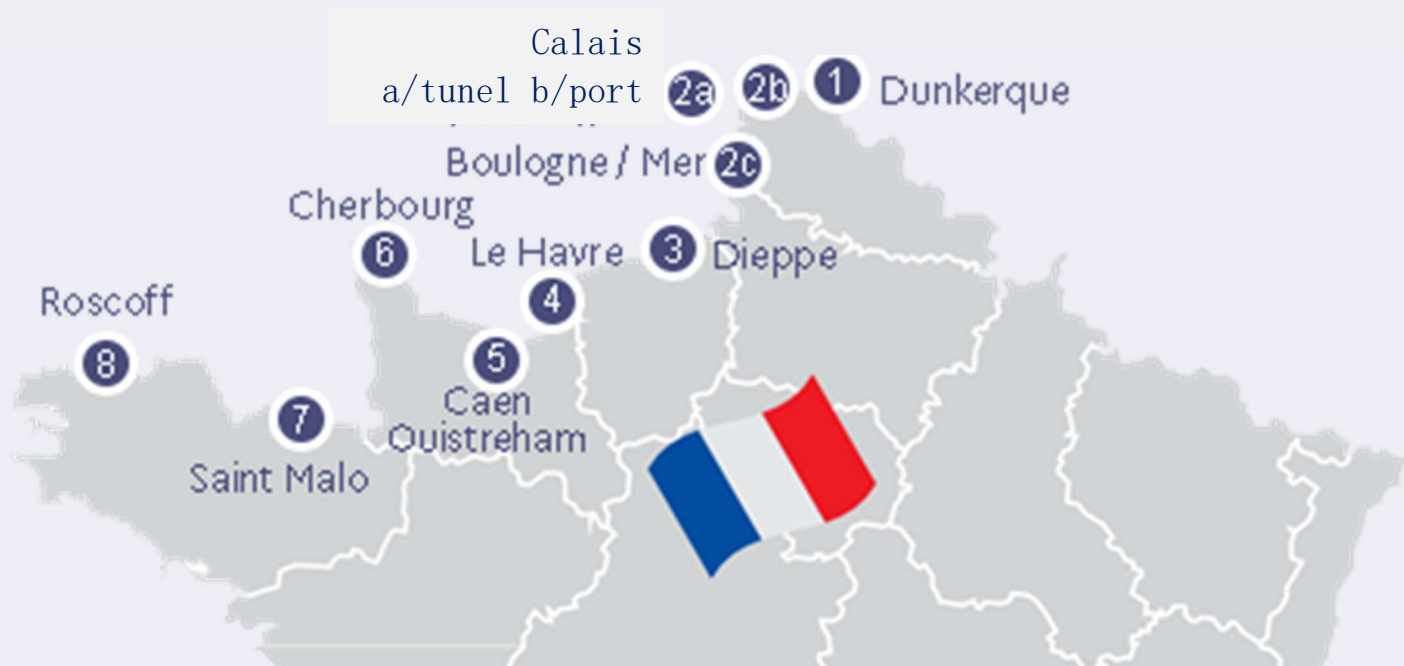 Calais
a/tunel b/port
2a
2b
1
Dunkerque
Boulogne / Mer
2c
Cherbourg
6
Le Havre
3
Dieppe
Roscoff
4
8
5
Caen
Ouistreham
7
Saint Malo